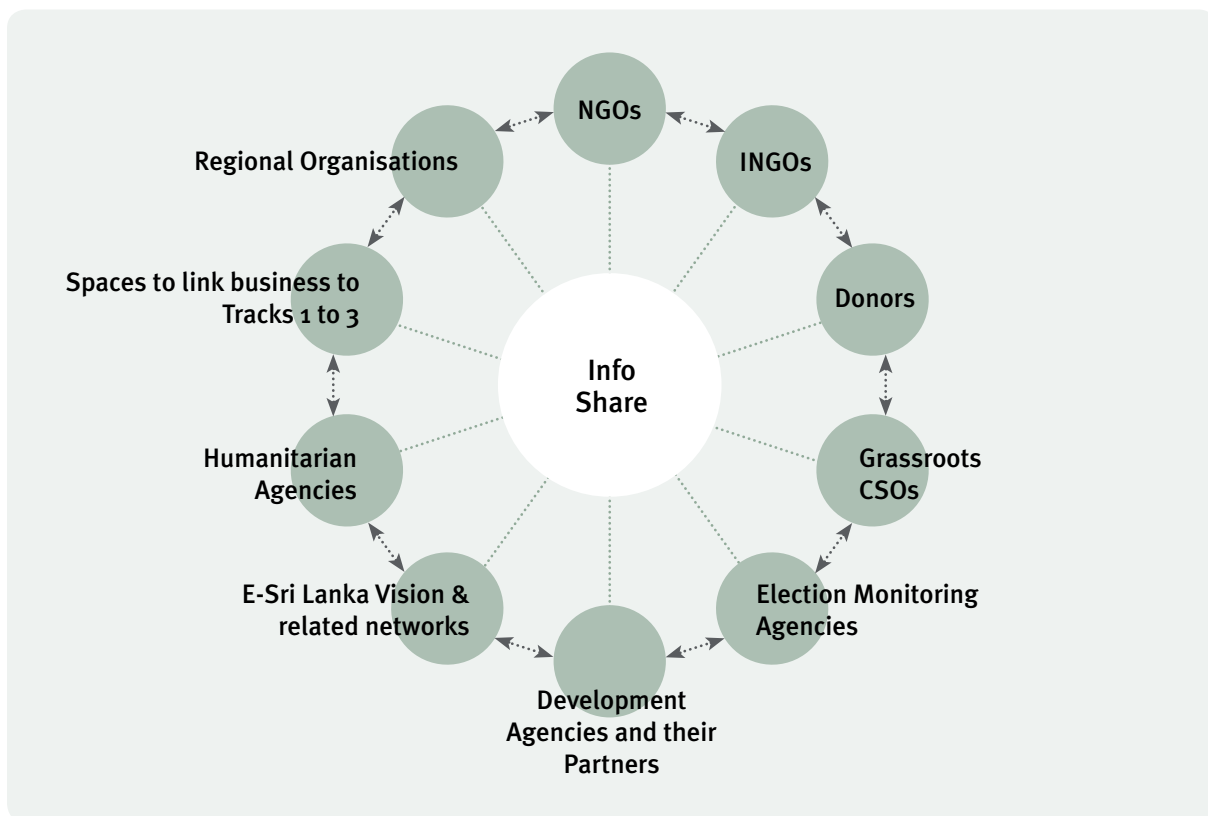 NGOs
INGOs
Regional Organisations
Donors
Spaces to link business to
Tracks 1 to 3
Info
Share
Grassroots
CSOs
Humanitarian
Agencies
Election Monitoring
Agencies
E-Sri Lanka Vision &
related networks
Development
Agencies and their
Partners